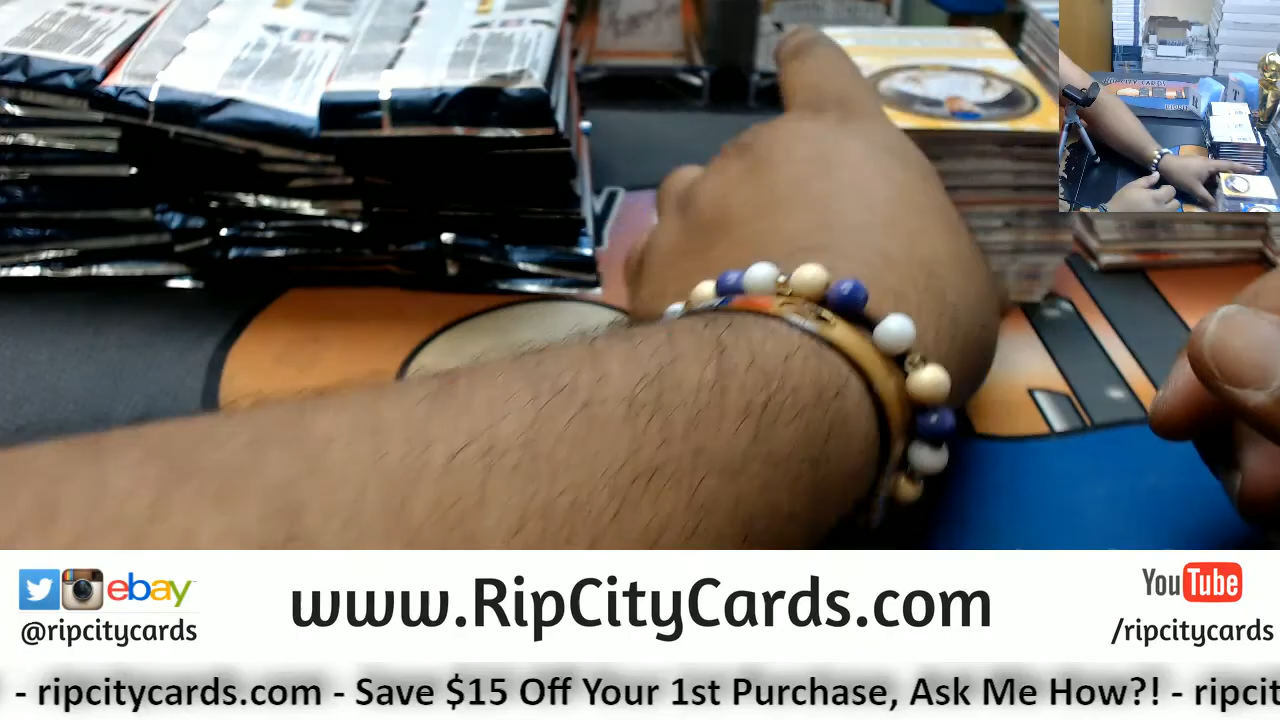 ebay
@ripcitycards
www.RipCityCards.com
YouTube
/ripcitycards
- ripcitycards.com - Save $15 Off Your 1st Purchase, Ask Me How?! - ripcit